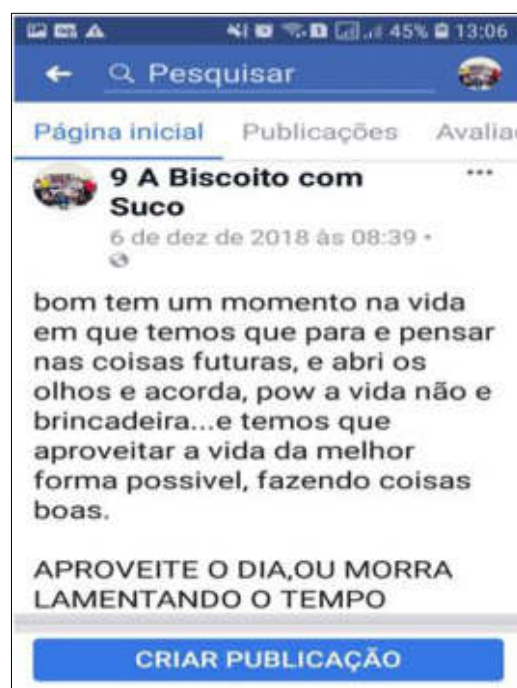 45% 13:06
Pesquisar
Página inicial Publicações Avalia
9 A Biscoito com
Suco
6 de dez de 2018 às 08:39 •
bom tem um momento na vida
em que temos que para e pensar
nas coisas futuras, e abri os
olhos e acorda, pow a vida não e
brincadeira...e temos que
aproveitar a vida da melhor
forma possivel, fazendo coisas
boas.
APROVEITE O DIA,OU MORRA
LAMENTANDO O TEMPO
CRIAR PUBLICAÇÃO